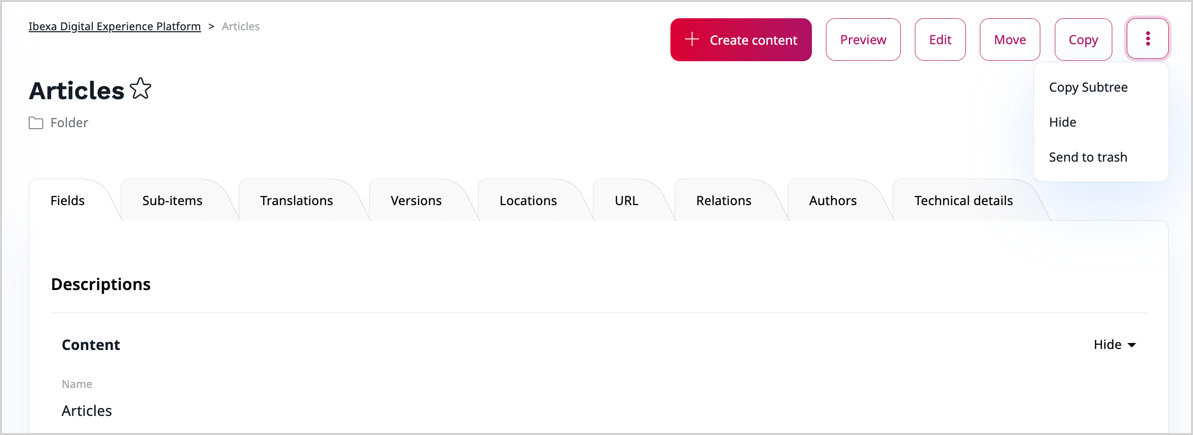 Ibexa Digital Experience Platform > Articles
Create content
Preview
Edit
Move
Copy
Copy Subtree
Hide
Send to trash
Articles
Folder
Fields
Sub-items
Translations
Versions
Locations
URL
Relations
Authors
Technical details
Descriptions
Content
Hide
Name
Articles